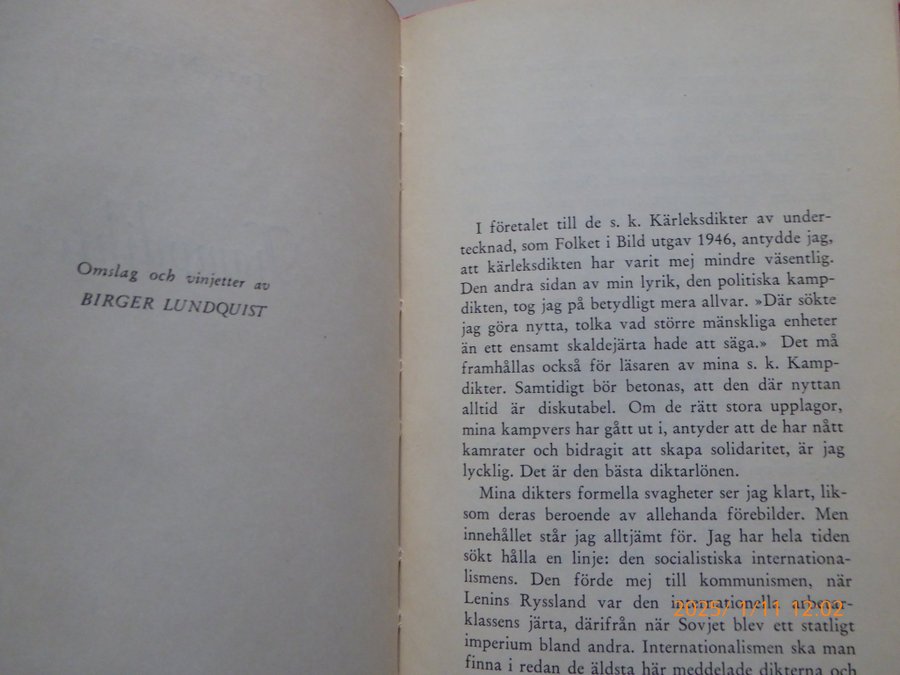 Omslag och vinjetter av
BIRGER LUNDQUIST
I företalet till de s. k. Kärleksdikter av under-
tecknad, som Folket i Bild utgav 1946, antydde jag,
att kärleksdikten har varit mej mindre väsentlig.
Den andra sidan av min lyrik, den politiska kamp-
dikten, tog jag på betydligt mera allvar. »Där sökte
jag göra nytta, tolka vad större mänskliga enheter
än ett ensamt skaldejärta hade att säga.» Det må
framhållas också för läsaren av mina s. k. Kamp-
dikter. Samtidigt bör betonas, att den där nyttan
alltid är diskutabel. Om de rätt stora upplagor,
mina kampvers har gått ut i, antyder att de har nått
kamrater och bidragit att skapa solidaritet, är jag
lycklig. Det är den bästa diktarlönen.
Mina dikters formella svagheter ser jag klart, lik-
som deras beroende av allehanda förebilder. Men
innehållet står jag alltjämt för. Jag har hela tiden
sökt hålla en linje: den socialistiska internationa-
lismens. Den förde mej till kommunismen, när
Lenins Ryssland var den internationella arbetar-
klassens järta, därifrån när Sovjet blev ett statligt
imperium bland andra. Internationalismen ska man
finna i redan de äldsta här meddelade dikterna och
2025/ 1/11 12:02